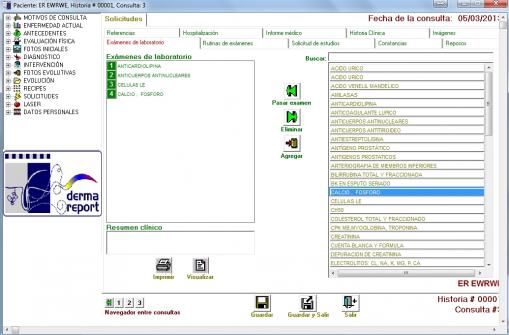 Paciente: ER EWRWE, Historia # 00001, Consulta: 3
MOTIVOS DE CONSULTA
ENFERMEDAD ACTUAL
ANTECEDENTES
EVALUACIÓN FÍSICA
FOTOS INICIALES
DIAGNÓSTICO
INTERVENCIÓN
FOTOS EVOLUTIVAS
EVOLUCIÓN
RECIPES
SOLICITUDES
LASER
DATOS PERSONALES
derma
report
Solicitudes
Fecha de la consulta: 05/03/201
Referencias
Hospitalización
Informe médico
Historia Clínica
Imágenes
Exámenes de laboratorio
Rutinas de exámenes
Solicitud de estudios
Constancias
Reposos
Exámenes de laboratorio
1 ANTICARDIOLIPINA
2 ANTICUERPOS ANTINUCLEARES
3 CELULAS LE
4 CALCIO , FOSFORO
Resumen clínico
Imprimir
Visualizar
Pasar examen
Eliminar
Agregar
Buscar:
ACIDO URICO
ACIDO URICO
ACIDO VENELIL MANDELICO
AMILASAS
ANTICARDIOLIPINA
ANTICOAGULANTE LUPICO
ANTICUERPOS ANTINUCLEARES
ANTICUERPOS ANTITIROIDEO
ANTIESTREPTOLIGINA
ANTÍGENO PROSTÁTICO
ANTIGENOS PROSTATICOS
ARTERIOGRAFIA DE MIEMBROS INFERIORES
BILIRRUBINA TOTAL Y FRACCIONADA
BK EN ESPUTO SERIADO
CALCIO , FOSFORO
CELULAS LE
CH50
COLESTEROL TOTAL Y FRACCIONADO
CPK MB,MYOGLOBINA, TROPONINA
CREATININA
CUENTA BLANCA Y FORMULA
DEPURACION DE CREATININA
ELECTROLITOS: CL, NA, K, MG, P, CA
ER EWRWE
1 2 3
Navegador entre consultas
Guardar
Guardar y Salir
Salir
Historia # 0000
Consulta #